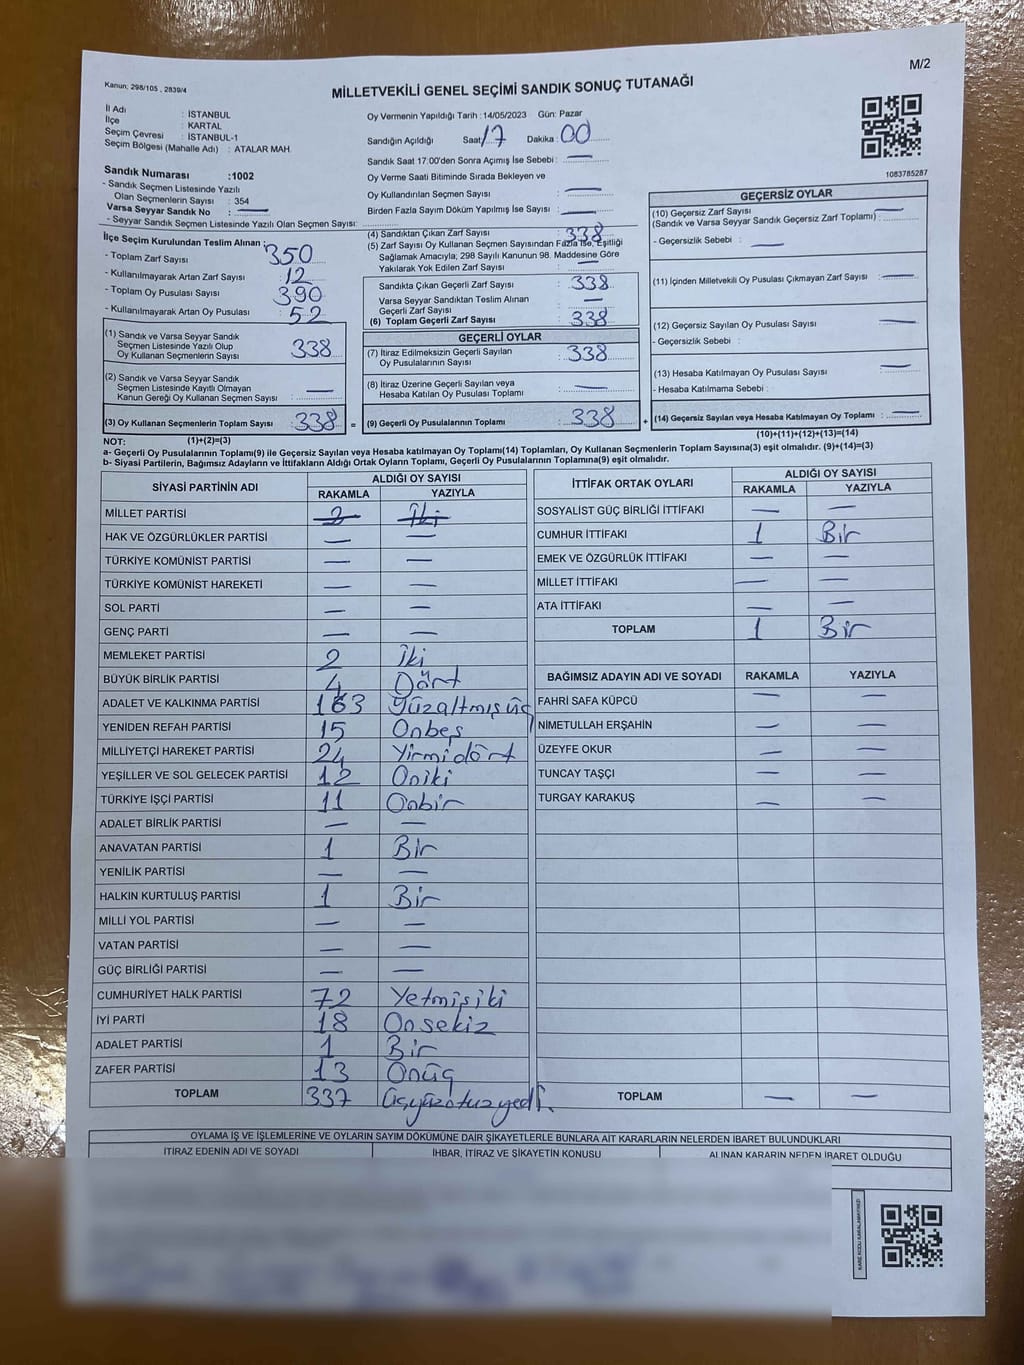 M/2
Kanun: 298/105 , 2839/4
MİLLETVEKİLİ GENEL SEÇİMİ SANDIK SONUÇ TUTANAĞI
İl Adı : İSTANBUL
İlçe : KARTAL
Seçim Çevresi : İSTANBUL-1
Seçim Bölgesi (Mahalle Adı) : ATALAR MAH.
Oy Vermenin Yapıldığı Tarih : 14/05/2023 Gün: Pazar
Sandığın Açıldığı Saat 17 Dakika : 00
Sandık Saat 17:00'den Sonra Açılmış İse Sebebi : —
Oy Verme Saati Bitiminde Sırada Bekleyen ve
Oy Kullandırılan Seçmen Sayısı : —
Birden Fazla Sayım Döküm Yapılmış İse Sayısı : —
1083785287
Sandık Numarası : 1002
- Sandık Seçmen Listesinde Yazılı
Olan Seçmenlerin Sayısı : 354
Varsa Seyyar Sandık No : —
- Seyyar Sandık Seçmen Listesinde Yazılı Olan Seçmen Sayısı:
İlçe Seçim Kurulundan Teslim Alınan ;
- Toplam Zarf Sayısı : 350
- Kullanılmayarak Artan Zarf Sayısı : 12
- Toplam Oy Pusulası Sayısı : 390
- Kullanılmayarak Artan Oy Pusulası : 52
(1) Sandık ve Varsa Seyyar Sandık
Seçmen Listesinde Yazılı Olup
Oy Kullanan Seçmenlerin Sayısı : 338
(2) Sandık ve Varsa Seyyar Sandık
Seçmen Listesinde Kayıtlı Olmayan
Kanun Gereği Oy Kullanan Seçmen Sayısı : —
(3) Oy Kullanan Seçmenlerin Toplam Sayısı : 338 =
(4) Sandıktan Çıkan Zarf Sayısı : 338
(5) Zarf Sayısı Oy Kullanan Seçmen Sayısından Fazla İse, Eşitliği
Sağlamak Amacıyla; 298 Sayılı Kanunun 98. Maddesine Göre
Yakılarak Yok Edilen Zarf Sayısı : —
Sandıkta Çıkan Geçerli Zarf Sayısı : 338
Varsa Seyyar Sandıktan Teslim Alınan
Geçerli Zarf Sayısı : —
(6) Toplam Geçerli Zarf Sayısı : 338
GEÇERLİ OYLAR
(7) İtiraz Edilmeksizin Geçerli Sayılan
Oy Pusulalarının Sayısı : 338
(8) İtiraz Üzerine Geçerli Sayılan veya
Hesaba Katılan Oy Pusulası Toplamı : —
(9) Geçerli Oy Pusulalarının Toplamı : 338 +
GEÇERSİZ OYLAR
(10) Geçersiz Zarf Sayısı
(Sandık ve Varsa Seyyar Sandık Geçersiz Zarf Toplamı) : —
- Geçersizlik Sebebi : —
(11) İçinden Milletvekili Oy Pusulası Çıkmayan Zarf Sayısı : —
(12) Geçersiz Sayılan Oy Pusulası Sayısı : —
- Geçersizlik Sebebi :
(13) Hesaba Katılmayan Oy Pusulası Sayısı : —
- Hesaba Katılmama Sebebi :
(14) Geçersiz Sayılan veya Hesaba Katılmayan Oy Toplamı : —
NOT: (1)+(2)=(3) (10)+(11)+(12)+(13)=(14)
a- Geçerli Oy Pusulalarının Toplamı(9) ile Geçersiz Sayılan veya Hesaba katılmayan Oy Toplamı(14) Toplamları, Oy Kullanan Seçmenlerin Toplam Sayısına(3) eşit olmalıdır. (9)+(14)=(3)
b- Siyasi Partilerin, Bağımsız Adayların ve İttifakların Aldığı Ortak Oyların Toplamı, Geçerli Oy Pusulalarının Toplamına(9) eşit olmalıdır.
SİYASİ PARTİNİN ADI ALDIĞI OY SAYISI
RAKAMLA YAZIYLA
MİLLET PARTİSİ 2 İki
HAK VE ÖZGÜRLÜKLER PARTİSİ — —
TÜRKİYE KOMÜNİST PARTİSİ — —
TÜRKİYE KOMÜNİST HAREKETİ — —
SOL PARTİ — —
GENÇ PARTİ — —
MEMLEKET PARTİSİ 2 İki
BÜYÜK BİRLİK PARTİSİ 4 Dört
ADALET VE KALKINMA PARTİSİ 163 Yüzaltmışüç
YENİDEN REFAH PARTİSİ 15 Onbeş
MİLLİYETÇİ HAREKET PARTİSİ 24 Yirmidört
YEŞİLLER VE SOL GELECEK PARTİSİ 12 Oniki
TÜRKİYE İŞÇİ PARTİSİ 11 Onbir
ADALET BİRLİK PARTİSİ — —
ANAVATAN PARTİSİ 1 Bir
YENİLİK PARTİSİ — —
HALKIN KURTULUŞ PARTİSİ 1 Bir
MİLLİ YOL PARTİSİ — —
VATAN PARTİSİ — —
GÜÇ BİRLİĞİ PARTİSİ — —
CUMHURİYET HALK PARTİSİ 72 Yetmişiki
İYİ PARTİ 18 Onsekiz
ADALET PARTİSİ 1 Bir
ZAFER PARTİSİ 13 Onüç
TOPLAM 337 üçyüzotuzyedi.
İTTİFAK ORTAK OYLARI ALDIĞI OY SAYISI
RAKAMLA YAZIYLA
SOSYALİST GÜÇ BİRLİĞİ İTTİFAKI — —
CUMHUR İTTİFAKI 1 Bir
EMEK VE ÖZGÜRLÜK İTTİFAKI — —
MİLLET İTTİFAKI — —
ATA İTTİFAKI — —
TOPLAM 1 Bir
BAĞIMSIZ ADAYIN ADI VE SOYADI RAKAMLA YAZIYLA
FAHRİ SAFA KÜPCÜ — —
NİMETULLAH ERŞAHİN — —
ÜZEYFE OKUR — —
TUNCAY TAŞÇI — —
TURGAY KARAKUŞ — —
TOPLAM — —
OYLAMA İŞ VE İŞLEMLERİNE VE OYLARIN SAYIM DÖKÜMÜNE DAİR ŞİKAYETLERLE BUNLARA AİT KARARLARIN NELERDEN İBARET BULUNDUKLARI
İTİRAZ EDENİN ADI VE SOYADI İHBAR, İTİRAZ VE ŞİKAYETİN KONUSU ALINAN KARARIN NEDEN İBARET OLDUĞU
KARE KODU KARALAMAYINIZ!